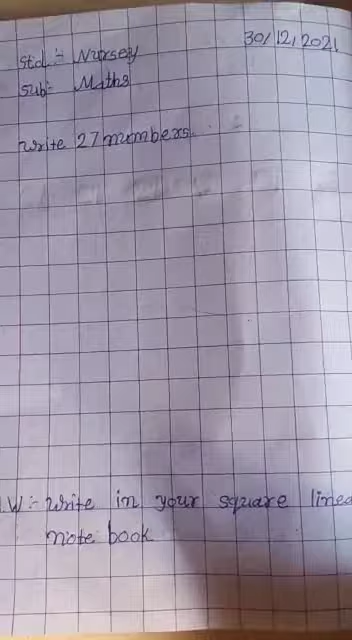 30/12/2021
Std :- Nursery
Sub:- Maths
Write 27 numbers.
.W :- Write in your square lined
note book